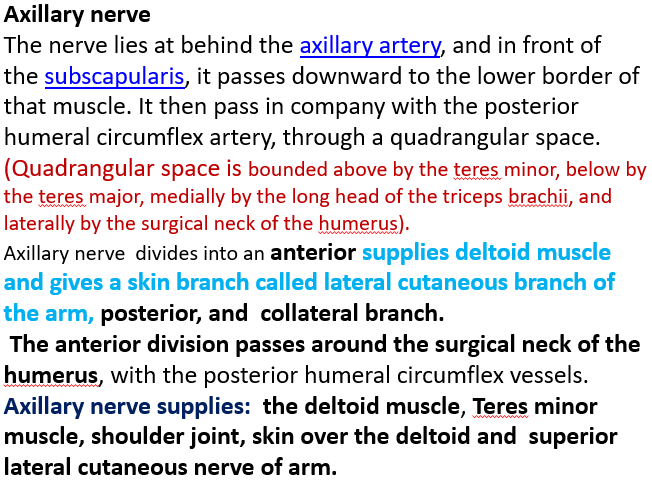 Axillary nerve
The nerve lies at behind the axillary artery, and in front of
the subscapularis, it passes downward to the lower border of
that muscle. It then pass in company with the posterior
humeral circumflex artery, through a quadrangular space.
(Quadrangular space is bounded above by the teres minor, below by
the teres major, medially by the long head of the triceps brachii, and
laterally by the surgical neck of the humerus).
Axillary nerve divides into an anterior supplies deltoid muscle
and gives a skin branch called lateral cutaneous branch of
the arm, posterior, and collateral branch.
The anterior division passes around the surgical neck of the
humerus, with the posterior humeral circumflex vessels.
Axillary nerve supplies: the deltoid muscle, Teres minor
muscle, shoulder joint, skin over the deltoid and superior
lateral cutaneous nerve of arm.